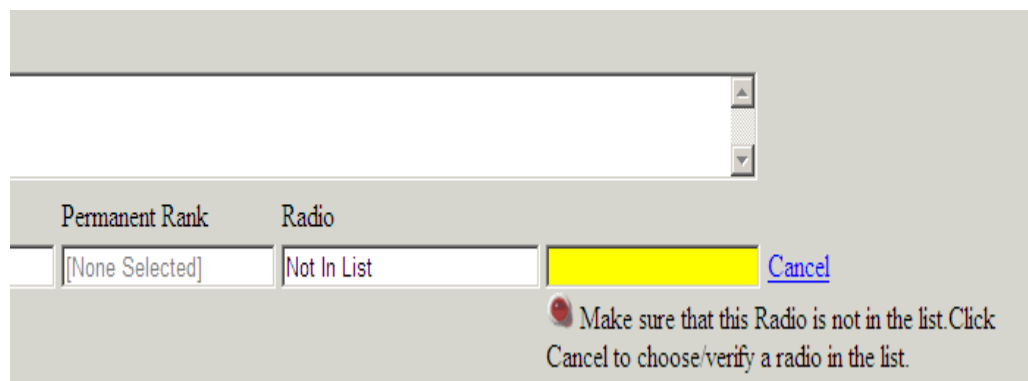 Permanent Rank Radio
[None Selected] Not In List Cancel
Make sure that this Radio is not in the list.Click
Cancel to choose/verify a radio in the list.